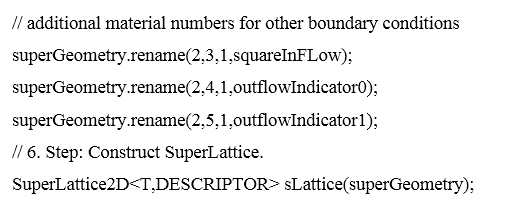 // additional material numbers for other boundary conditions
superGeometry.rename(2,3,1,squareInFLow);
superGeometry.rename(2,4,1,outflowIndicator0);
superGeometry.rename(2,5,1,outflowIndicator1);
// 6. Step: Construct SuperLattice.
SuperLattice2D<T,DESCRIPTOR> sLattice(superGeometry);